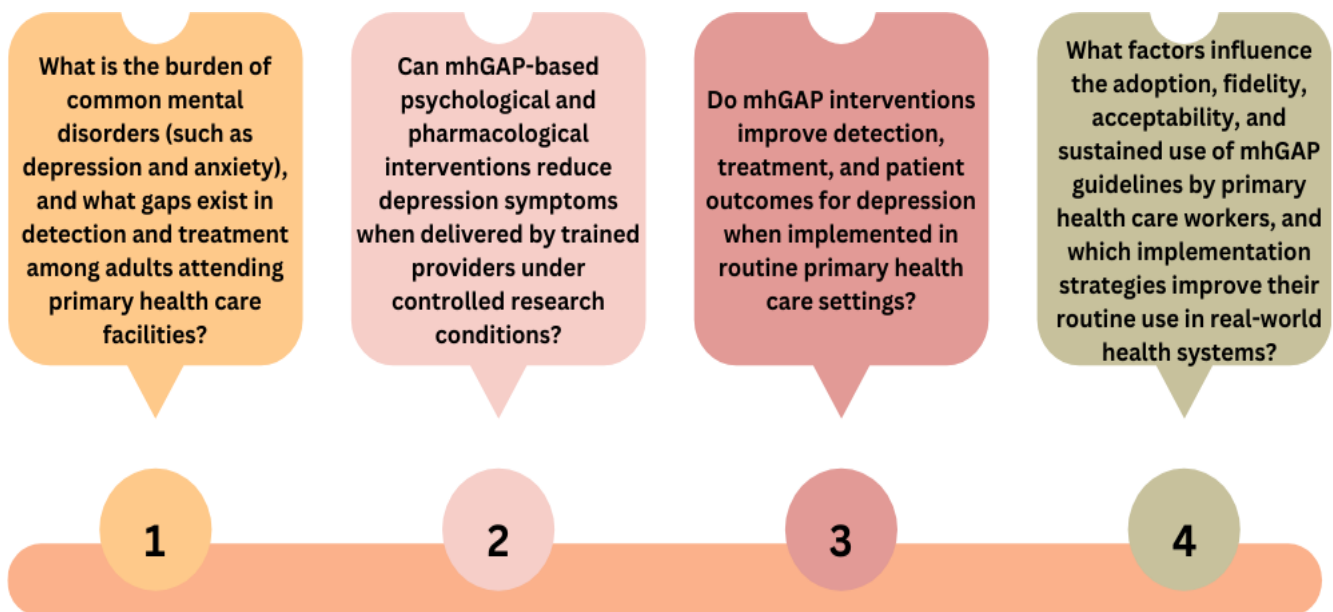 What is the burden of
common mental
disorders (such as
depression and anxiety),
and what gaps exist in
detection and treatment
among adults attending
primary health care
facilities?
Can mhGAP-based
psychological and
pharmacological
interventions reduce
depression symptoms
when delivered by trained
providers under
controlled research
conditions?
Do mhGAP interventions
improve detection,
treatment, and patient
outcomes for depression
when implemented in
routine primary health
care settings?
What factors influence
the adoption, fidelity,
acceptability, and
sustained use of mhGAP
guidelines by primary
health care workers, and
which implementation
strategies improve their
routine use in real-world
health systems?
1
2
3
4